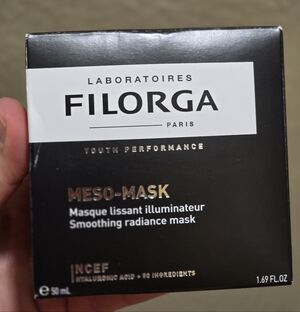 LABORATOIRES
FILORGA
PARIS
YOUTH PERFORMANCE
MESO-MASK
Masque lissant illuminateur
Smoothing radiance mask
NCEF
HYALURONIC ACID + 50 INGREDIENTS
℮ 50 mL
1.69 FL.OZ